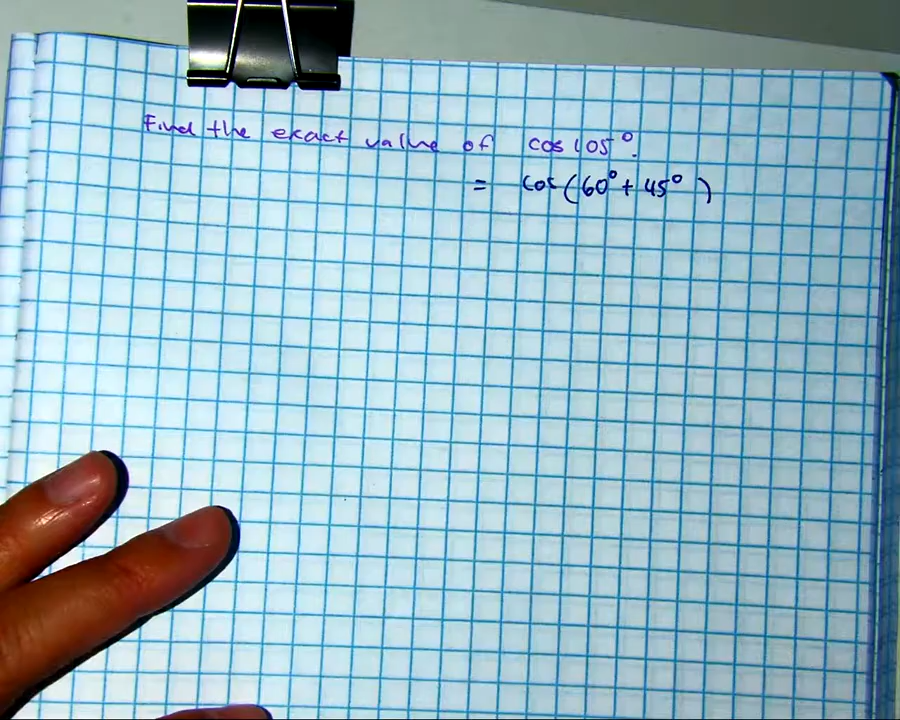 Find the exact value of cos 105°.
= cos(60° + 45°)